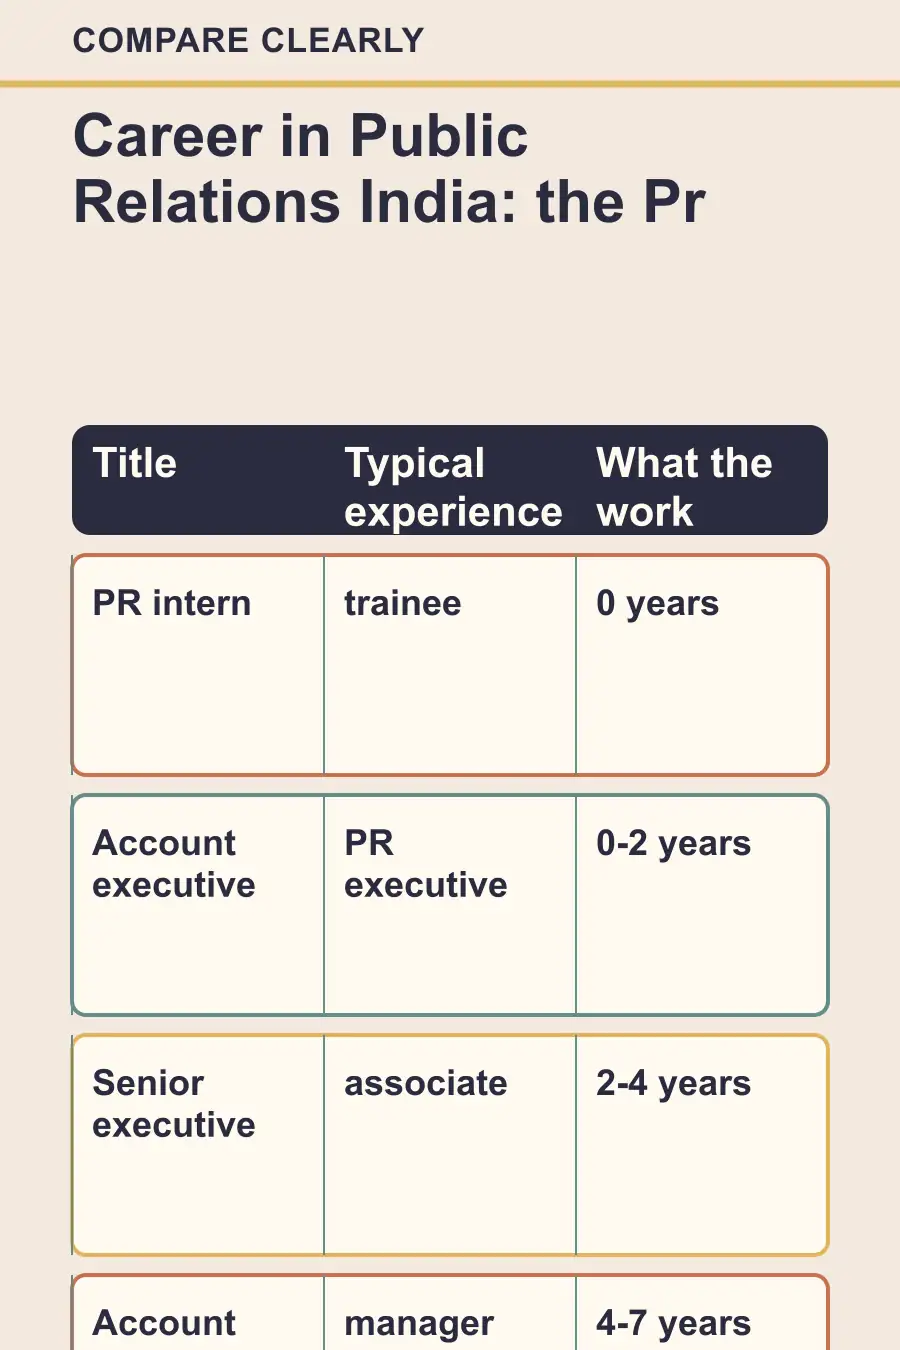 COMPARE CLEARLY
Career in Public
Relations India: the Pr
Title
Typical
experience
What the
work
PR intern
trainee
0 years
Account
executive
PR
executive
0-2 years
Senior
executive
associate
2-4 years
Account
manager
4-7 years